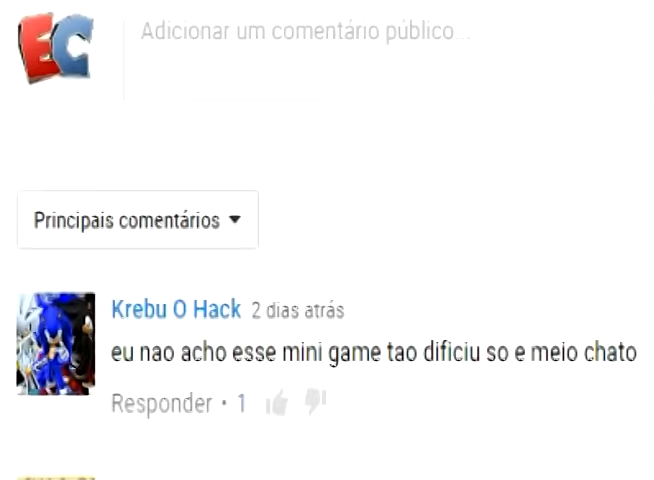 EC
Adicionar um comentário público...
Principais comentários
Krebu O Hack 2 dias atrás
eu nao acho esse mini game tao dificiu so e meio chato
Responder • 1